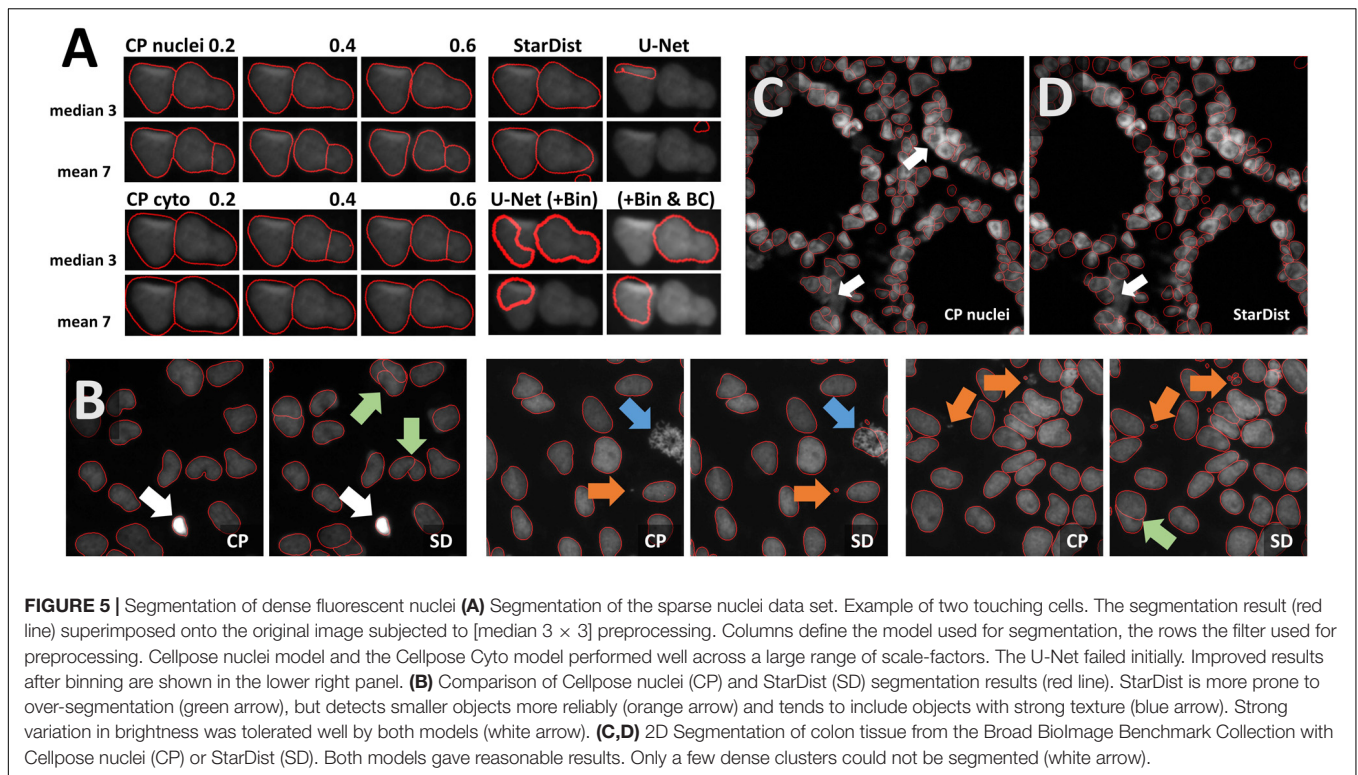 A
CP nuclei 0.2 0.4 0.6 StarDist U-Net
median 3
mean 7
CP cyto 0.2 0.4 0.6 U-Net (+Bin) (+Bin & BC)
median 3
mean 7
C
CP nuclei
D
StarDist
B
CP
SD
CP
SD
CP
SD
FIGURE 5 | Segmentation of dense fluorescent nuclei (A) Segmentation of the sparse nuclei data set. Example of two touching cells. The segmentation result (red
line) superimposed onto the original image subjected to [median 3 × 3] preprocessing. Columns define the model used for segmentation, the rows the filter used for
preprocessing. Cellpose nuclei model and the Cellpose Cyto model performed well across a large range of scale-factors. The U-Net failed initially. Improved results
after binning are shown in the lower right panel. (B) Comparison of Cellpose nuclei (CP) and StarDist (SD) segmentation results (red line). StarDist is more prone to
over-segmentation (green arrow), but detects smaller objects more reliably (orange arrow) and tends to include objects with strong texture (blue arrow). Strong
variation in brightness was tolerated well by both models (white arrow). (C,D) 2D Segmentation of colon tissue from the Broad BioImage Benchmark Collection with
Cellpose nuclei (CP) or StarDist (SD). Both models gave reasonable results. Only a few dense clusters could not be segmented (white arrow).